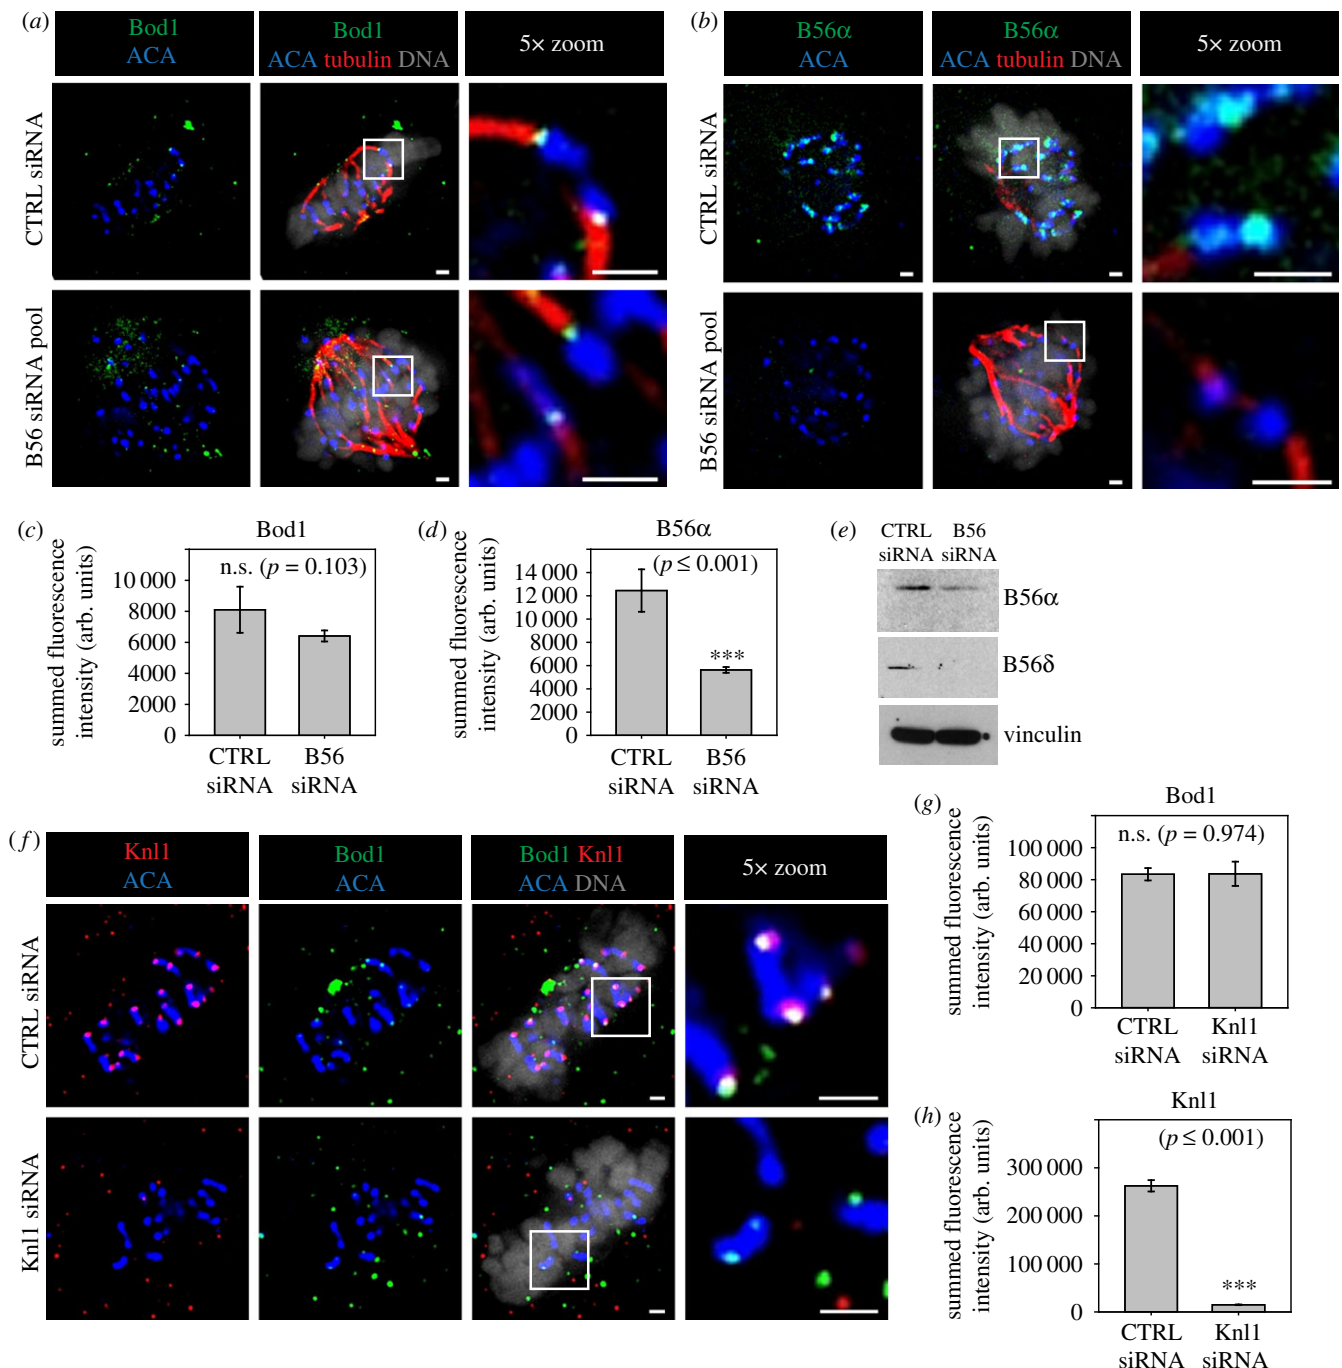 (a)
Bod1
ACA
Bod1
ACA tubulin DNA
5× zoom
CTRL siRNA
B56 siRNA pool
(b)
B56α
ACA
B56α
ACA tubulin DNA
5× zoom
CTRL siRNA
B56 siRNA pool
(c)
Bod1
n.s. (p = 0.103)
summed fluorescence
intensity (arb. units)
10 000
8000
6000
4000
2000
0
CTRL
siRNA
B56
siRNA
(d)
B56α
(p ≤ 0.001)
summed fluorescence
intensity (arb. units)
14 000
12 000
10 000
8000
6000
4000
2000
0
***
CTRL
siRNA
B56
siRNA
(e)
CTRL
siRNA
B56
siRNA
B56α
B56δ
vinculin
(f)
Knl1
ACA
Bod1
ACA
Bod1 Knl1
ACA DNA
5× zoom
CTRL siRNA
Knl1 siRNA
(g)
Bod1
n.s. (p = 0.974)
summed fluorescence
intensity (arb. units)
100 000
80 000
60 000
40 000
20 000
0
CTRL
siRNA
Knl1
siRNA
(h)
Knl1
(p ≤ 0.001)
summed fluorescence
intensity (arb. units)
300 000
200 000
100 000
0
***
CTRL
siRNA
Knl1
siRNA